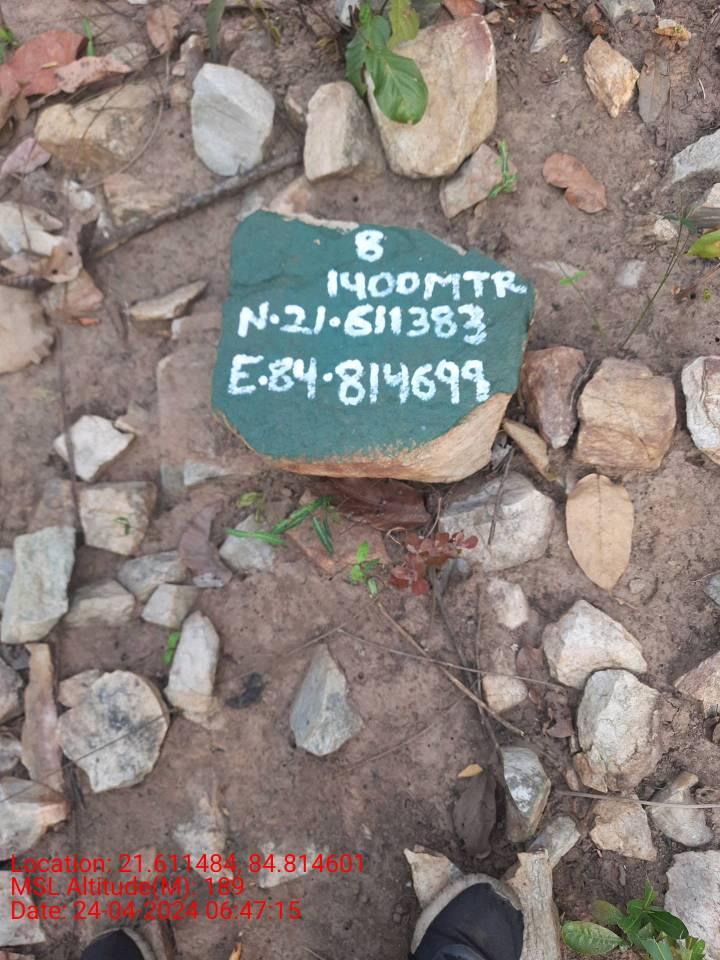 8
1400MTR
N.21.611383
E.84.814699
Location: 21.611484, 84.814601
MSL Altitude(M): 189
Date: 24-04-2024 06:47:15